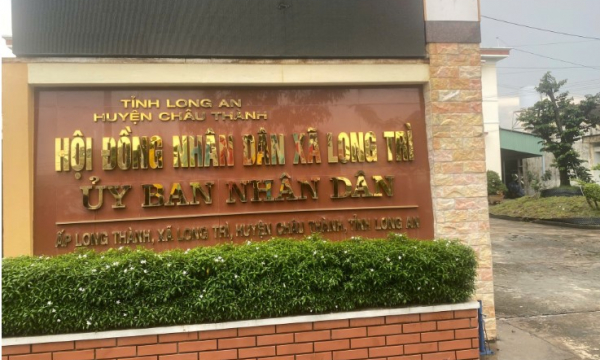 TỈNH LONG AN
HUYỆN CHÂU THÀNH
HỘI ĐỒNG NHÂN DÂN XÃ LONG TRÌ
ỦY BAN NHÂN DÂN
ẤP LONG THÀNH, XÃ LONG TRÌ, HUYỆN CHÂU THÀNH, TỈNH LONG AN